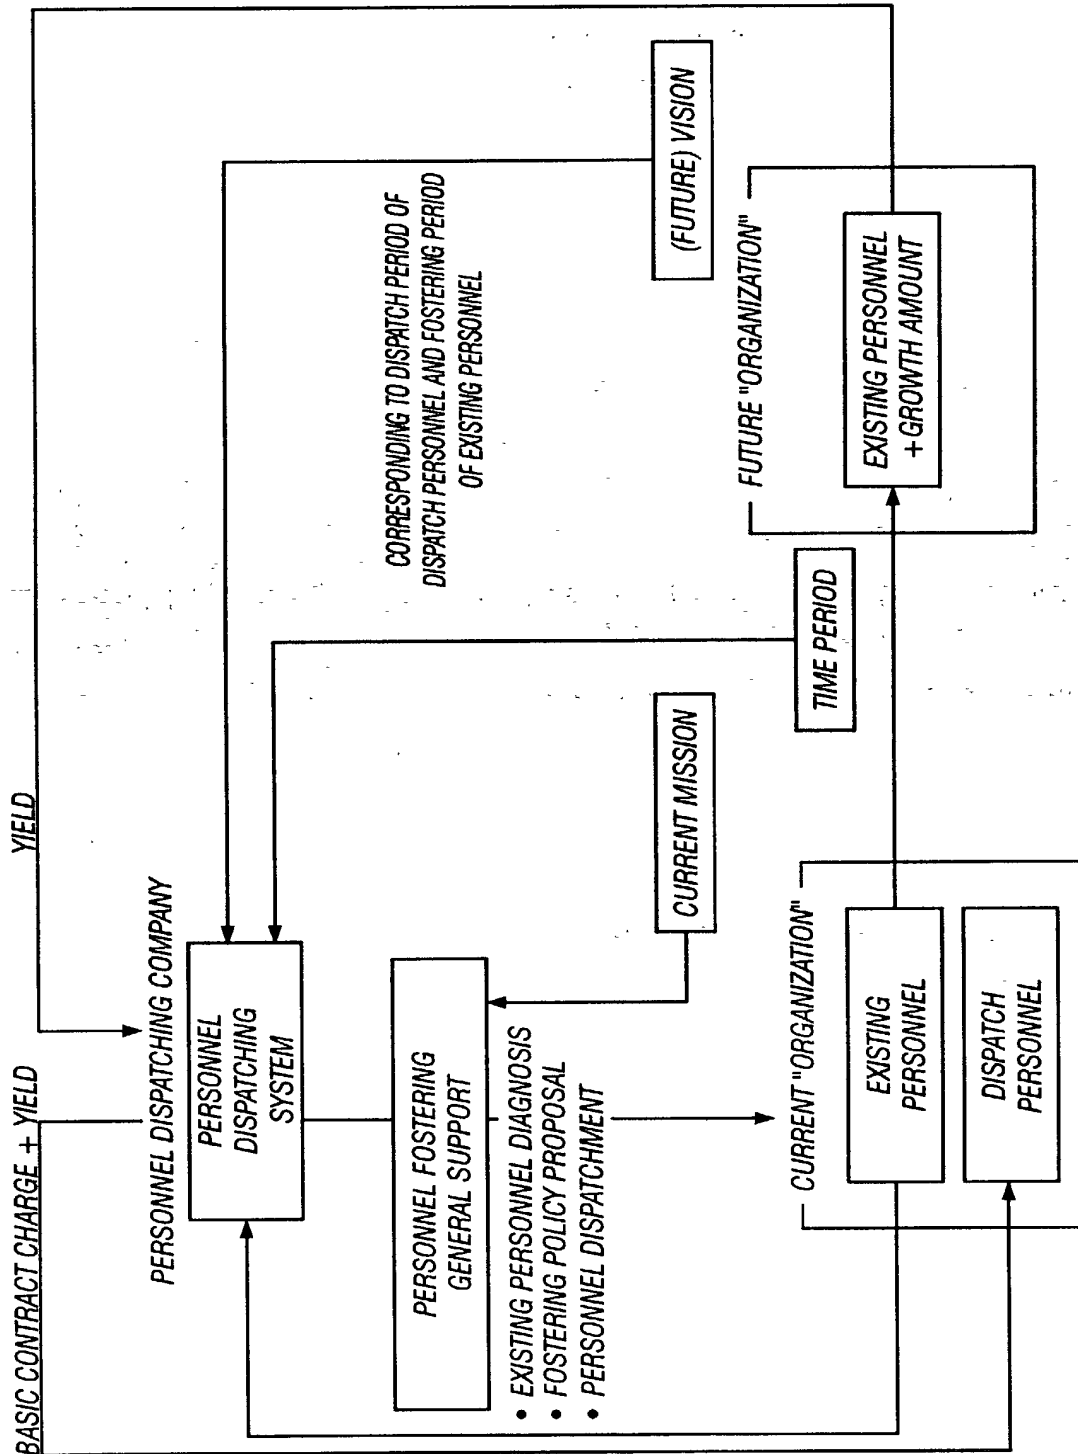 BASIC CONTRACT CHARGE + YIELD
YIELD
PERSONNEL DISPATCHING COMPANY
PERSONNEL
DISPATCHING
SYSTEM
CORRESPONDING TO DISPATCH PERIOD OF
DISPATCH PERSONNEL AND FOSTERING PERIOD
OF EXISTING PERSONNEL
PERSONNEL FOSTERING
GENERAL SUPPORT
• EXISTING PERSONNEL DIAGNOSIS
• FOSTERING POLICY PROPOSAL
• PERSONNEL DISPATCHMENT
CURRENT MISSION
(FUTURE) VISION
TIME PERIOD
CURRENT "ORGANIZATION"
EXISTING
PERSONNEL
DISPATCH
PERSONNEL
FUTURE "ORGANIZATION"
EXISTING PERSONNEL
+ GROWTH AMOUNT